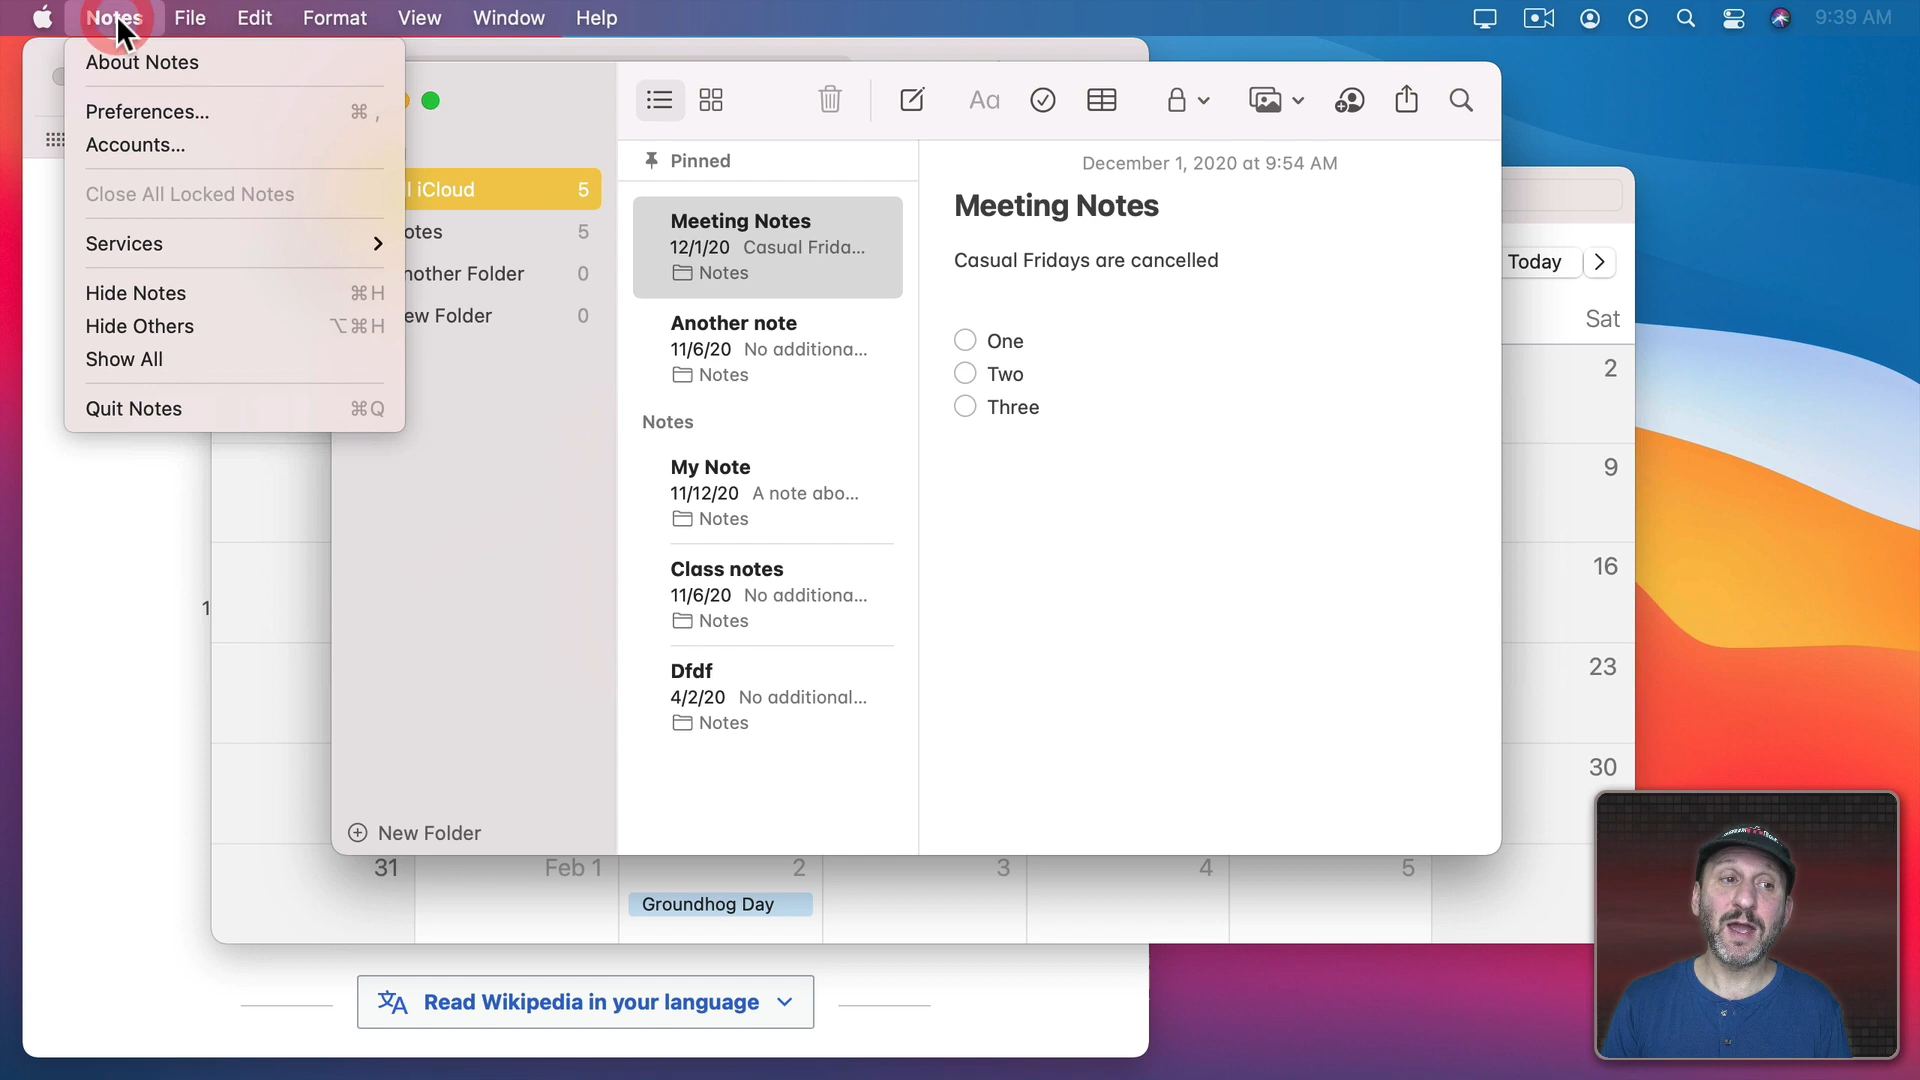 Notes File Edit Format View Window Help 9:39 AM
About Notes
Preferences... ⌘ ,
Accounts...
Close All Locked Notes
Services
Hide Notes ⌘H
Hide Others ⌥⌘H
Show All
Quit Notes ⌘Q
l iCloud 5
otes 5
nother Folder 0
ew Folder 0
New Folder
Aa
Pinned
Meeting Notes
12/1/20 Casual Frida...
Notes
Another note
11/6/20 No additiona...
Notes
Notes
My Note
11/12/20 A note abo...
Notes
Class notes
11/6/20 No additiona...
Notes
Dfdf
4/2/20 No additional...
Notes
December 1, 2020 at 9:54 AM
Meeting Notes
Casual Fridays are cancelled
One
Two
Three
Today
Sat
2
9
16
23
30
1
31 Feb 1 2 3 4 5
Groundhog Day
Read Wikipedia in your language